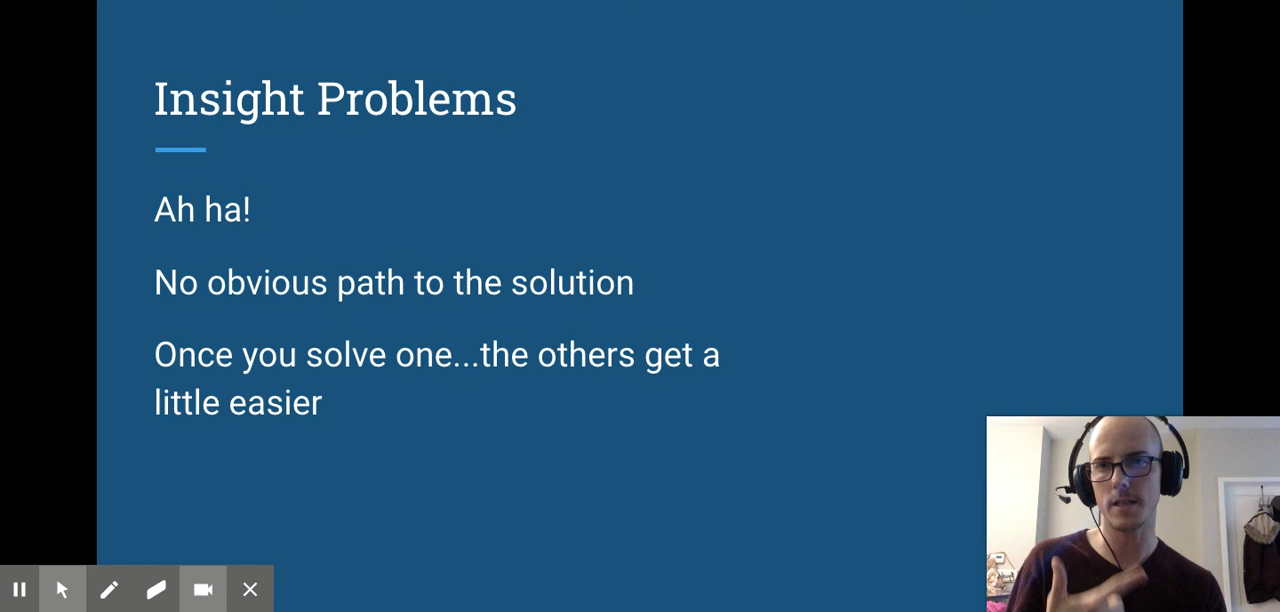 Insight Problems
Ah ha!
No obvious path to the solution
Once you solve one...the others get a
little easier